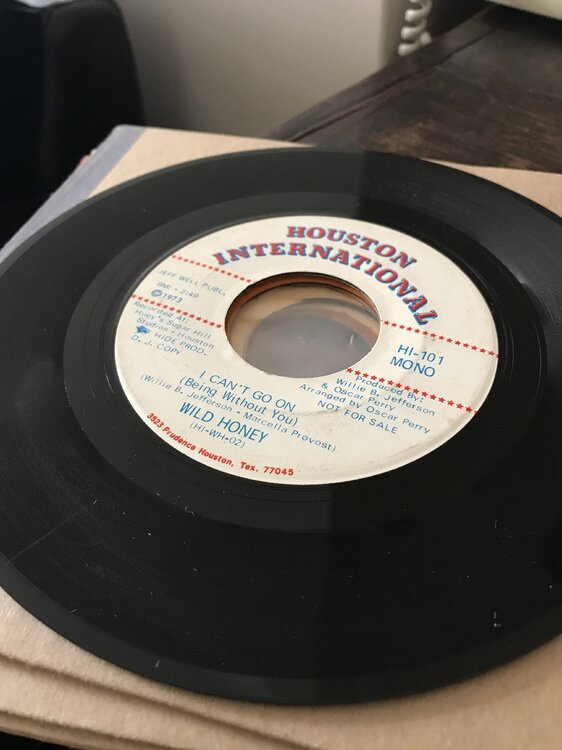 HOUSTON
INTERNATIONAL
JEFF-WELL PUBL.
BMI • 2:49
©1973
Recorded At:
Huey's Sugar Hill
Studios • Houston
HIDE PROD.
D. J. COPY
HI-101
MONO
Produced By:
Willie B. Jefferson
& Oscar Perry
Arranged by Oscar Perry
NOT FOR SALE
I CAN'T GO ON
(Being Without You)
(Willie B. Jefferson - Marcella Provost)
WILD HONEY
(HI-WH-02)
3523 Prudence Houston, Tex. 77045